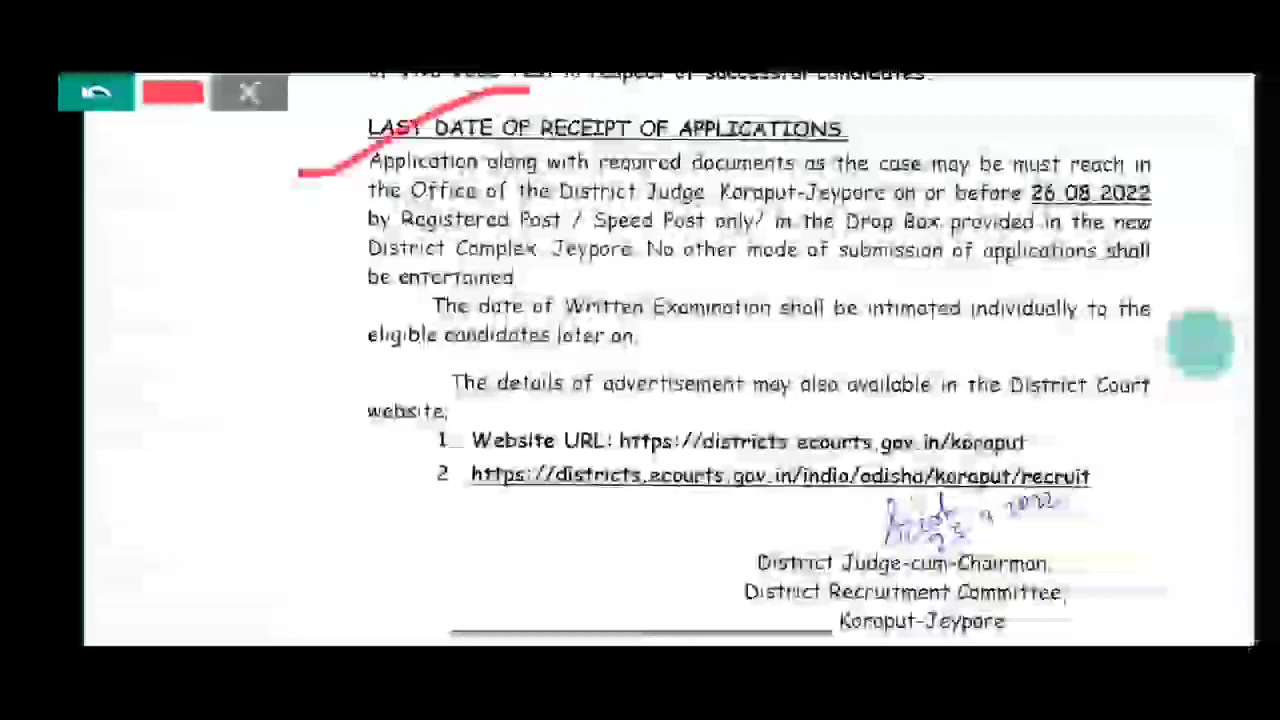 respect of successful candidates.
LAST DATE OF RECEIPT OF APPLICATIONS
Application along with required documents as the case may be must reach in
the Office of the District Judge Koraput-Jeypore on or before 26 08 2022
by Registered Post / Speed Post only/ in the Drop Box provided in the new
District Complex, Jeypore. No other mode of submission of applications shall
be entertained
The date of Written Examination shall be intimated individually to the
eligible candidates later on.
The details of advertisement may also available in the District Court
website,
1. Website URL: https://districts.ecourts.gov.in/koraput
2 https://districts.ecourts.gov.in/india/odisha/koraput/recruit
2022
District Judge-cum-Chairman,
District Recruitment Committee,
Koraput-Jeypore